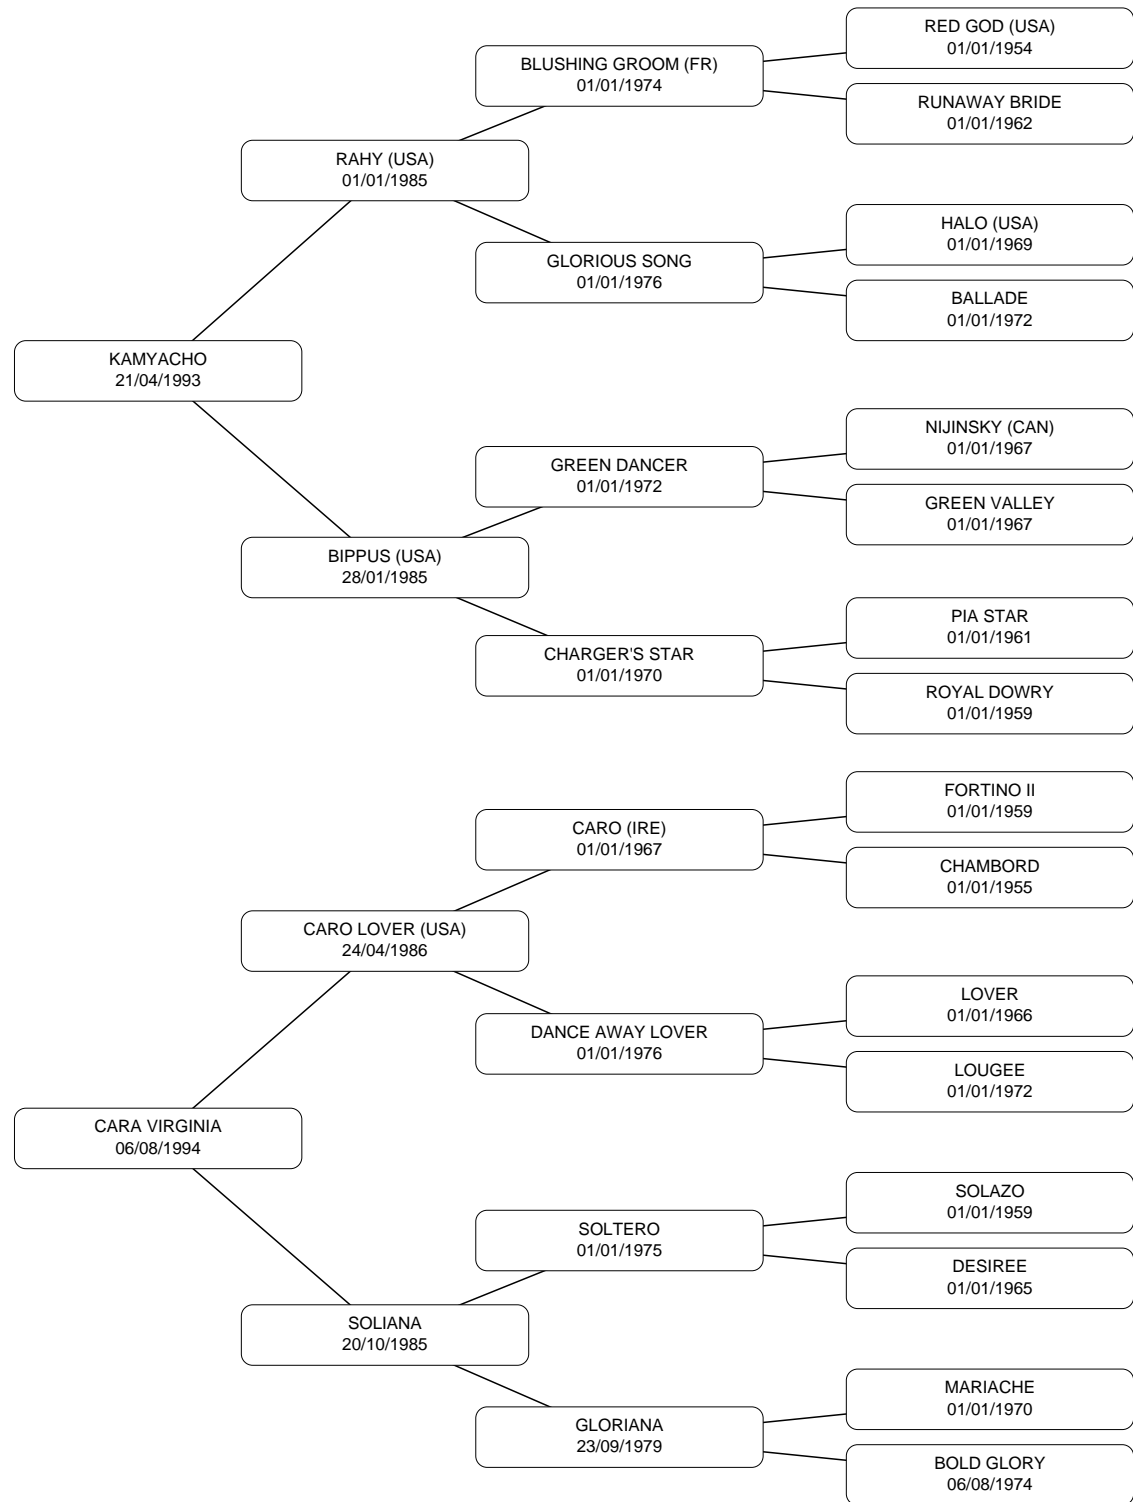 RED GOD (USA)
01/01/1954
BLUSHING GROOM (FR)
01/01/1974
RUNAWAY BRIDE
01/01/1962
RAHY (USA)
01/01/1985
HALO (USA)
01/01/1969
GLORIOUS SONG
01/01/1976
BALLADE
01/01/1972
KAMYACHO
21/04/1993
NIJINSKY (CAN)
01/01/1967
GREEN DANCER
01/01/1972
GREEN VALLEY
01/01/1967
BIPPUS (USA)
28/01/1985
PIA STAR
01/01/1961
CHARGER'S STAR
01/01/1970
ROYAL DOWRY
01/01/1959
FORTINO II
01/01/1959
CARO (IRE)
01/01/1967
CHAMBORD
01/01/1955
CARO LOVER (USA)
24/04/1986
LOVER
01/01/1966
DANCE AWAY LOVER
01/01/1976
LOUGEE
01/01/1972
CARA VIRGINIA
06/08/1994
SOLAZO
01/01/1959
SOLTERO
01/01/1975
DESIREE
01/01/1965
SOLIANA
20/10/1985
MARIACHE
01/01/1970
GLORIANA
23/09/1979
BOLD GLORY
06/08/1974